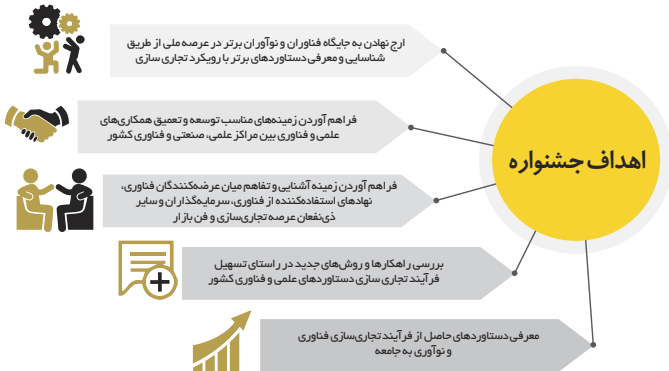 اهداف جشنواره
ارج نهادن به جایگاه فناوران و نوآوران برتر در عرصه ملی از طریق
شناسایی و معرفی دستاوردهای برتر با رویکرد تجاری سازی
فراهم آوردن زمینه‌های مناسب توسعه و تعمیق همکاری‌های
علمی و فناوری بین مراکز علمی، صنعتی و فناوری کشور
فراهم آوردن زمینه آشنایی و تفاهم میان عرضه‌کنندگان فناوری،
نهادهای استفاده‌کننده از فناوری، سرمایه‌گذاران و سایر
ذی‌نفعان عرصه تجاری‌سازی و فن بازار
بررسی راهکارها و روش‌های جدید در راستای تسهیل
فرآیند تجاری سازی دستاوردهای علمی و فناوری کشور
معرفی دستاوردهای حاصل از فرآیند تجاری‌سازی فناوری
و نوآوری به جامعه